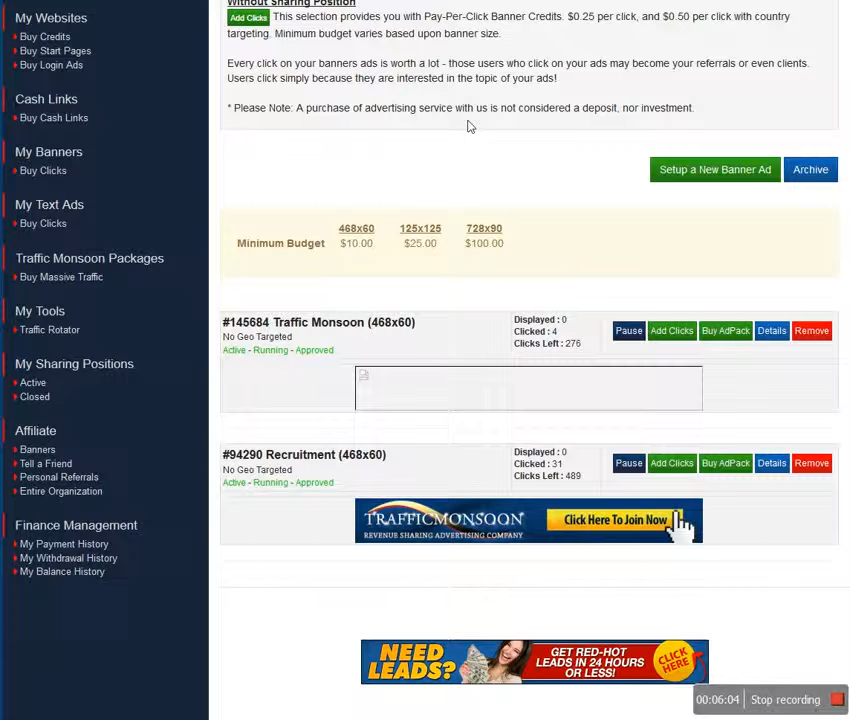 My Websites
Buy Credits
Buy Start Pages
Buy Login Ads
Cash Links
Buy Cash Links
My Banners
Buy Clicks
My Text Ads
Buy Clicks
Traffic Monsoon Packages
Buy Massive Traffic
My Tools
Traffic Rotator
My Sharing Positions
Active
Closed
Affiliate
Banners
Tell a Friend
Personal Referrals
Entire Organization
Finance Management
My Payment History
My Withdrawal History
My Balance History
Without Sharing Position
Add Clicks This selection provides you with Pay-Per-Click Banner Credits. $0.25 per click, and $0.50 per click with country
targeting. Minimum budget varies based upon banner size.
Every click on your banners ads is worth a lot - those users who click on your ads may become your referrals or even clients.
Users click simply because they are interested in the topic of your ads!
* Please Note: A purchase of advertising service with us is not considered a deposit, nor investment.
Setup a New Banner Ad Archive
468x60 125x125 728x90
Minimum Budget $10.00 $25.00 $100.00
#145684 Traffic Monsoon (468x60)
No Geo Targeted
Active - Running - Approved
Displayed : 0
Clicked : 4
Clicks Left : 276
Pause Add Clicks Buy AdPack Details Remove
#94290 Recruitment (468x60)
No Geo Targeted
Active - Running - Approved
Displayed : 0
Clicked : 31
Clicks Left : 489
Pause Add Clicks Buy AdPack Details Remove
TRAFFICMONSOON
REVENUE SHARING ADVERTISING COMPANY
Click Here To Join Now
NEED
LEADS?
GET RED-HOT
LEADS IN 24 HOURS
OR LESS!
CLICK
HERE
00:06:04 Stop recording